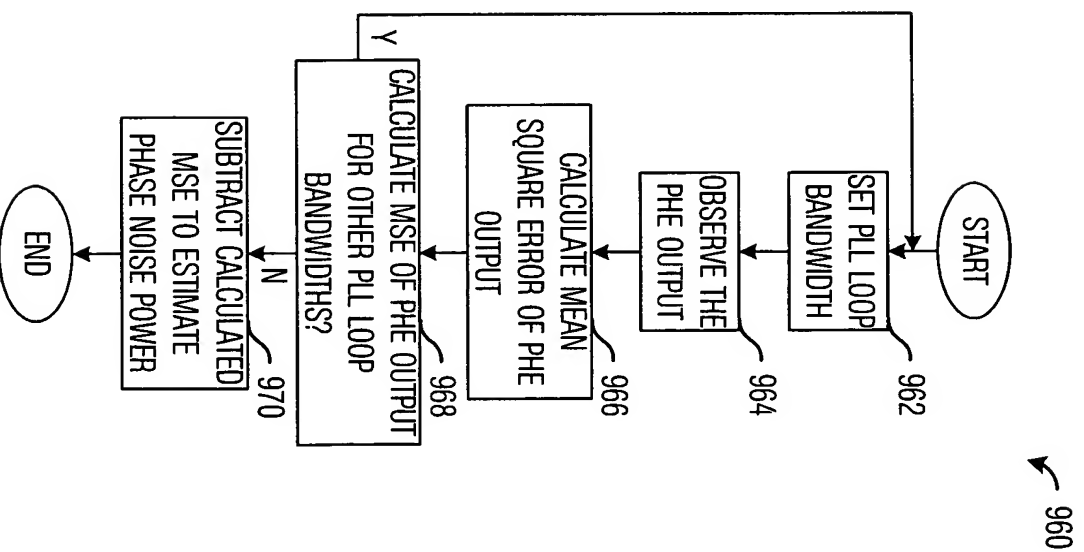 960
START
SET PLL LOOP
BANDWIDTH
962
OBSERVE THE
PHE OUTPUT
964
CALCULATE MEAN
SQUARE ERROR OF PHE
OUTPUT
966
CALCULATE MSE OF PHE OUTPUT
FOR OTHER PLL LOOP
BANDWIDTHS?
968
Y
N
SUBTRACT CALCULATED
MSE TO ESTIMATE
PHASE NOISE POWER
970
END